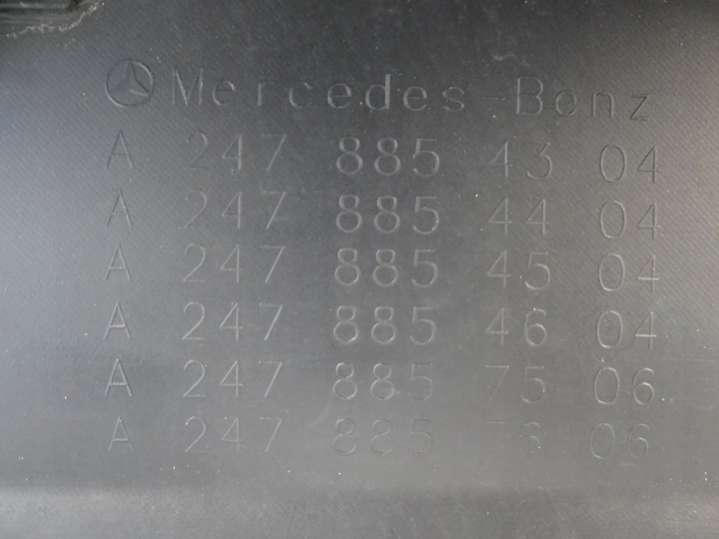 Mercedes-Benz
A 247 885 43 04
A 247 885 44 04
A 247 885 45 04
A 247 885 46 04
A 247 885 75 06
A 247 885 06